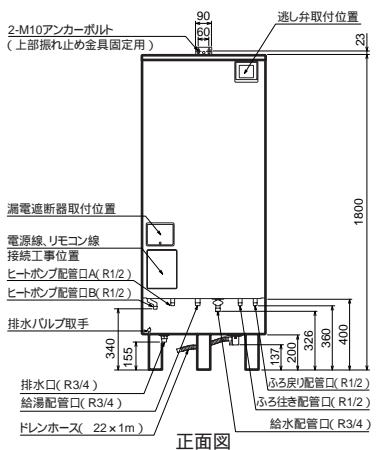 90
60
2-M10アンカーボルト
(上部振れ止め金具固定用)
逃し弁取付位置
23
1800
漏電遮断器取付位置
電源線、リモコン線
接続工事位置
ヒートポンプ配管口A(R1/2)
ヒートポンプ配管口B(R1/2)
排水バルブ取手
340
155
137
200
326
360
400
排水口(R3/4)
給湯配管口(R3/4)
ドレンホース( 22×1m)
ふろ戻り配管口(R1/2)
ふろ往き配管口(R1/2)
給水配管口(R3/4)
正面図